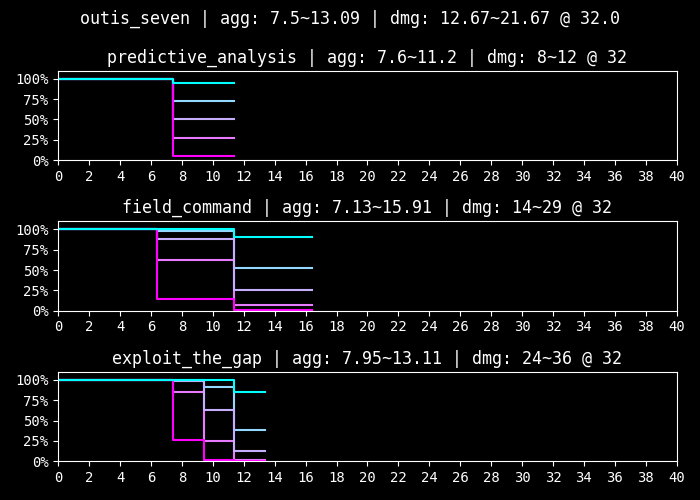 outis_seven | agg: 7.5~13.09 | dmg: 12.67~21.67 @ 32.0
predictive_analysis | agg: 7.6~11.2 | dmg: 8~12 @ 32
100%
75%
50%
25%
0%
0 2 4 6 8 10 12 14 16 18 20 22 24 26 28 30 32 34 36 38 40
field_command | agg: 7.13~15.91 | dmg: 14~29 @ 32
100%
75%
50%
25%
0%
0 2 4 6 8 10 12 14 16 18 20 22 24 26 28 30 32 34 36 38 40
exploit_the_gap | agg: 7.95~13.11 | dmg: 24~36 @ 32
100%
75%
50%
25%
0%
0 2 4 6 8 10 12 14 16 18 20 22 24 26 28 30 32 34 36 38 40